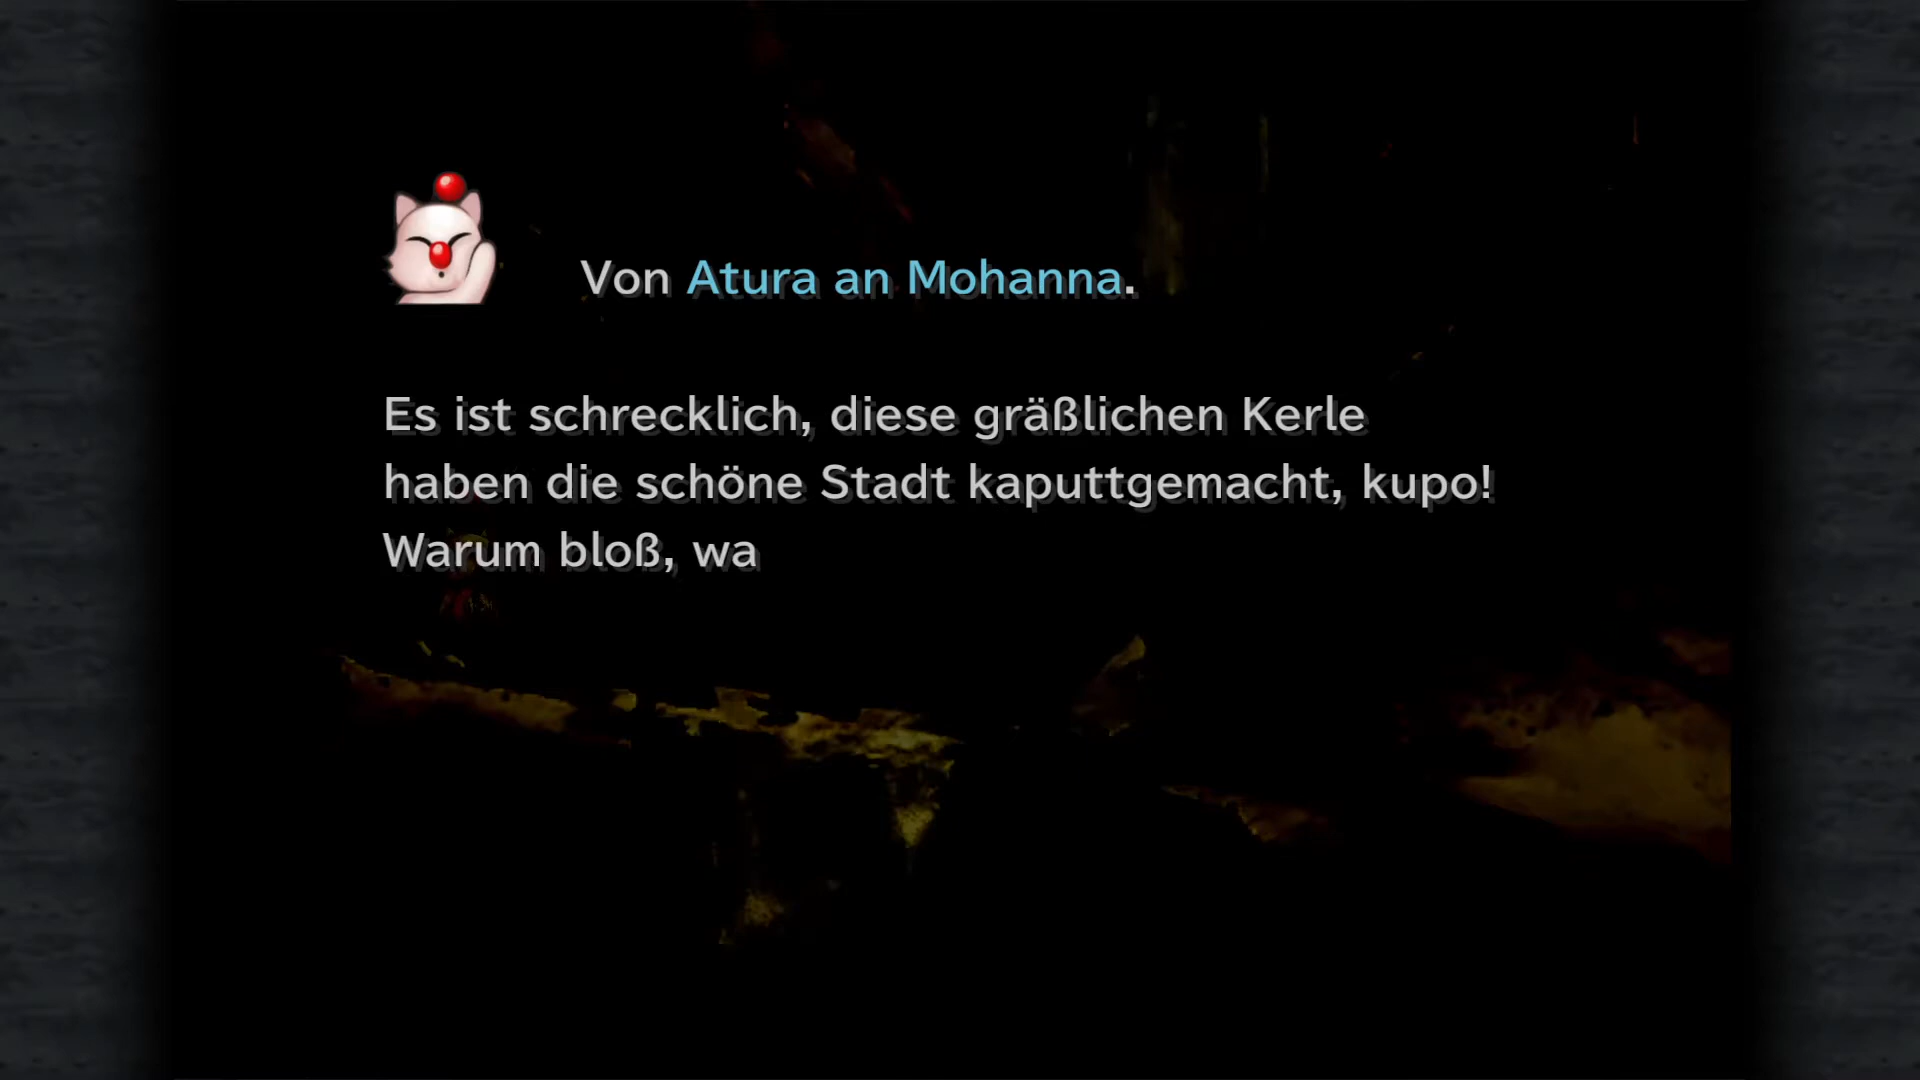 Von Atura an Mohanna.
Es ist schrecklich, diese gräßlichen Kerle
haben die schöne Stadt kaputtgemacht, kupo!
Warum bloß, wa